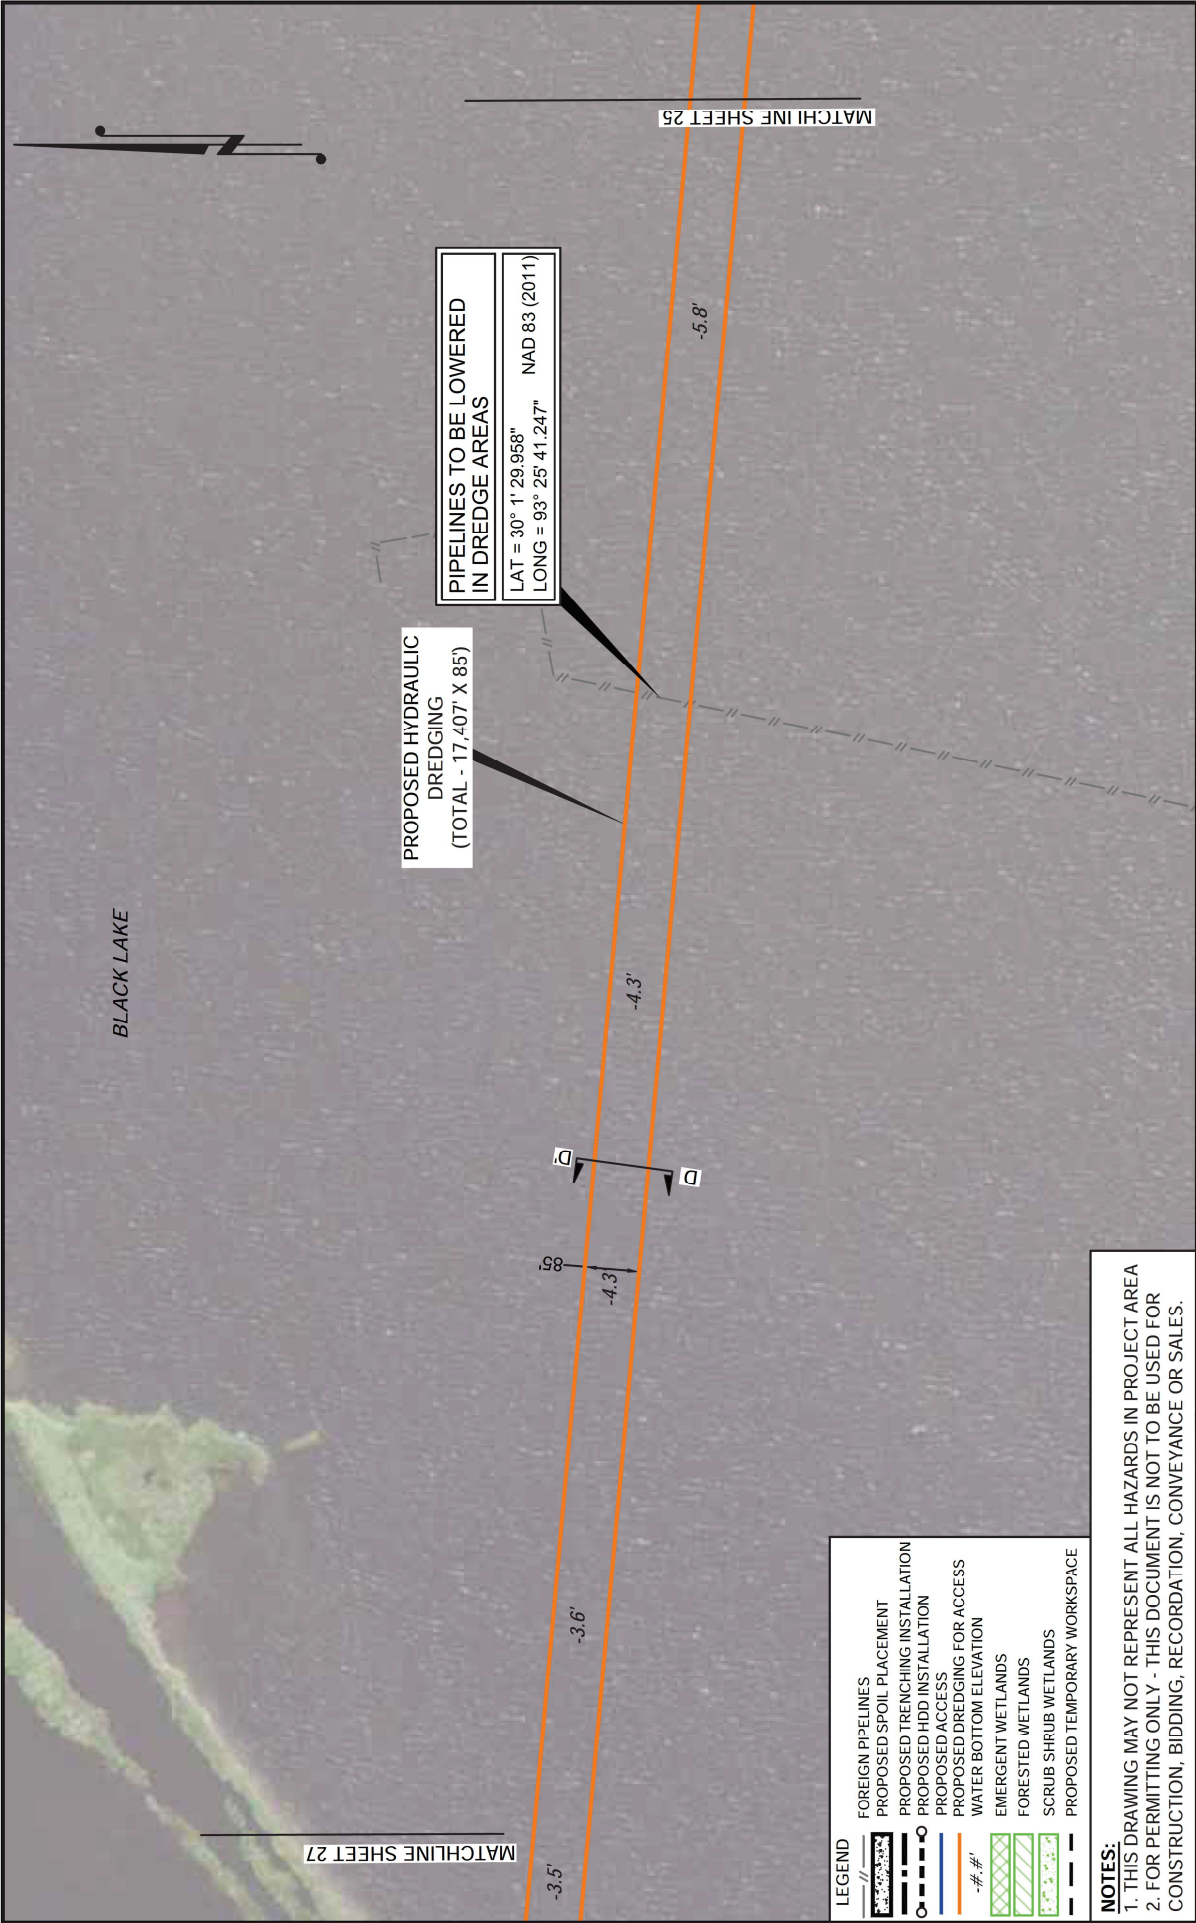 BLACK LAKE
MATCHLINE SHEET 27
MATCHLINE SHEET 25
PIPELINES TO BE LOWERED
IN DREDGE AREAS
LAT = 30° 1' 29.958"
LONG = 93° 25' 41.247"
NAD 83 (2011)
PROPOSED HYDRAULIC
DREDGING
(TOTAL - 17,407' X 85')
-3.5'
-3.6'
85'
-4.3'
D'
D
-4.3'
-5.8'
LEGEND
FOREIGN PIPELINES
PROPOSED SPOIL PLACEMENT
PROPOSED TRENCHING INSTALLATION
PROPOSED HDD INSTALLATION
PROPOSED ACCESS
PROPOSED DREDGING FOR ACCESS
-#.#' WATER BOTTOM ELEVATION
EMERGENT WETLANDS
FORESTED WETLANDS
SCRUB SHRUB WETLANDS
PROPOSED TEMPORARY WORKSPACE
NOTES:
1. THIS DRAWING MAY NOT REPRESENT ALL HAZARDS IN PROJECT AREA
2. FOR PERMITTING ONLY - THIS DOCUMENT IS NOT TO BE USED FOR
CONSTRUCTION, BIDDING, RECORDATION, CONVEYANCE OR SALES.